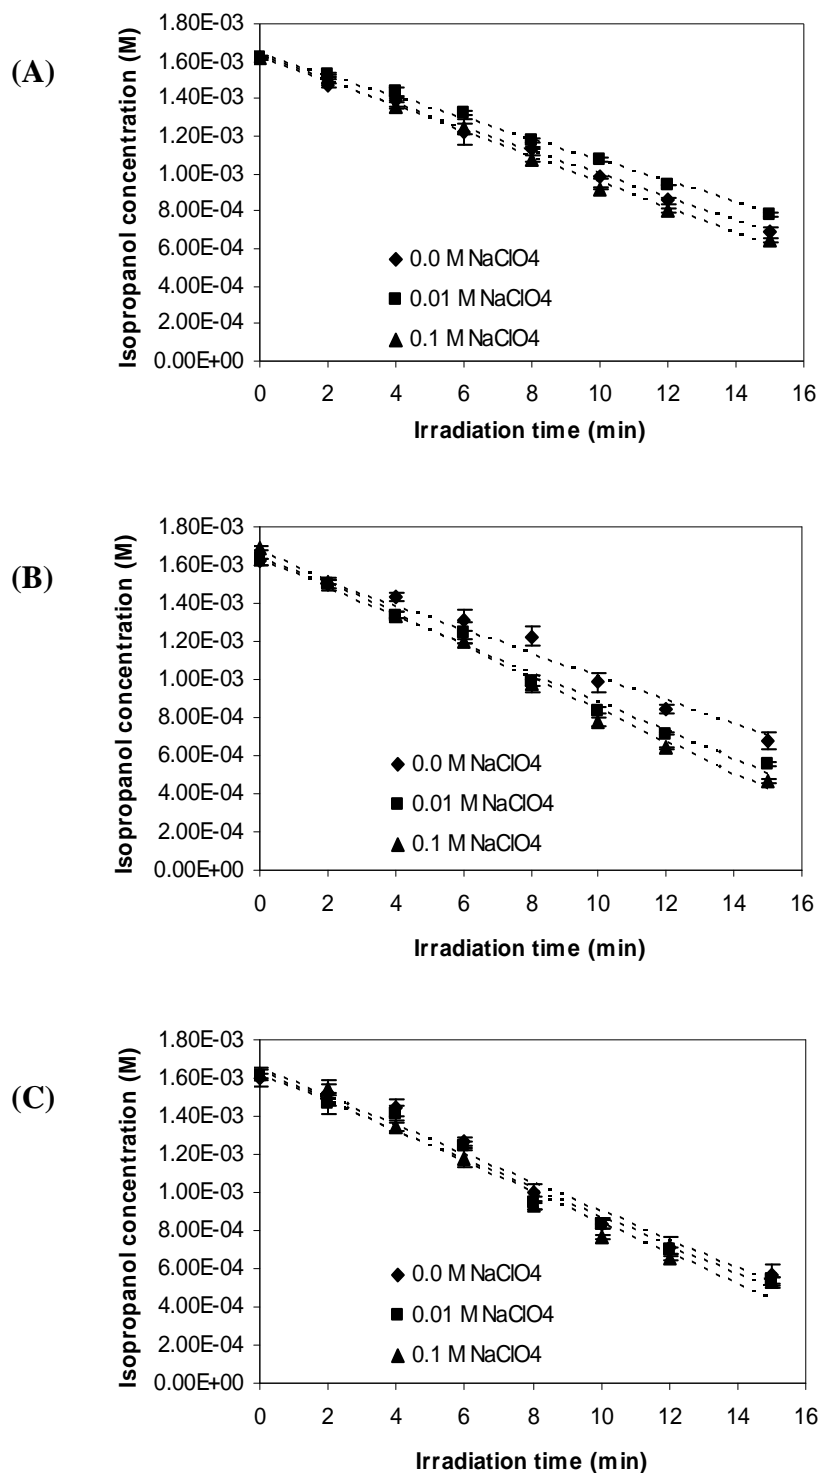 (A)
Isopropanol concentration (M)
1.80E-03
1.60E-03
1.40E-03
1.20E-03
1.00E-03
8.00E-04
6.00E-04
4.00E-04
2.00E-04
0.00E+00
0.0 M NaClO4
0.01 M NaClO4
0.1 M NaClO4
0 2 4 6 8 10 12 14 16
Irradiation time (min)
(B)
Isopropanol concentration (M)
1.80E-03
1.60E-03
1.40E-03
1.20E-03
1.00E-03
8.00E-04
6.00E-04
4.00E-04
2.00E-04
0.00E+00
0.0 M NaClO4
0.01 M NaClO4
0.1 M NaClO4
0 2 4 6 8 10 12 14 16
Irradiation time (min)
(C)
Isopropanol concentration (M)
1.80E-03
1.60E-03
1.40E-03
1.20E-03
1.00E-03
8.00E-04
6.00E-04
4.00E-04
2.00E-04
0.00E+00
0.0 M NaClO4
0.01 M NaClO4
0.1 M NaClO4
0 2 4 6 8 10 12 14 16
Irradiation time (min)